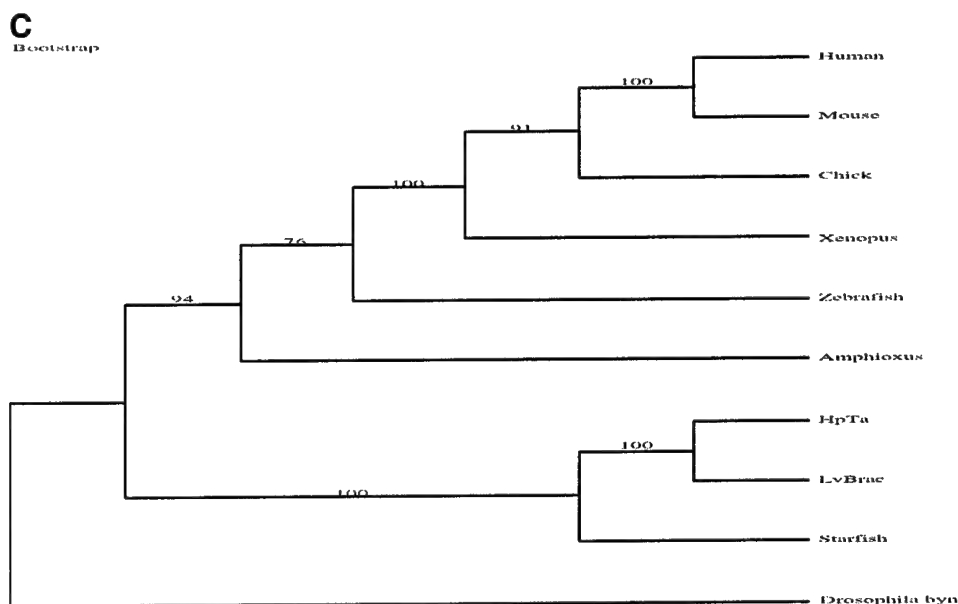 C
Bootstrap
Human
100
Mouse
91
Chick
100
Xenopus
76
Zebrafish
94
Amphioxus
HpTa
100
LvBrac
100
Starfish
Drosophila byn